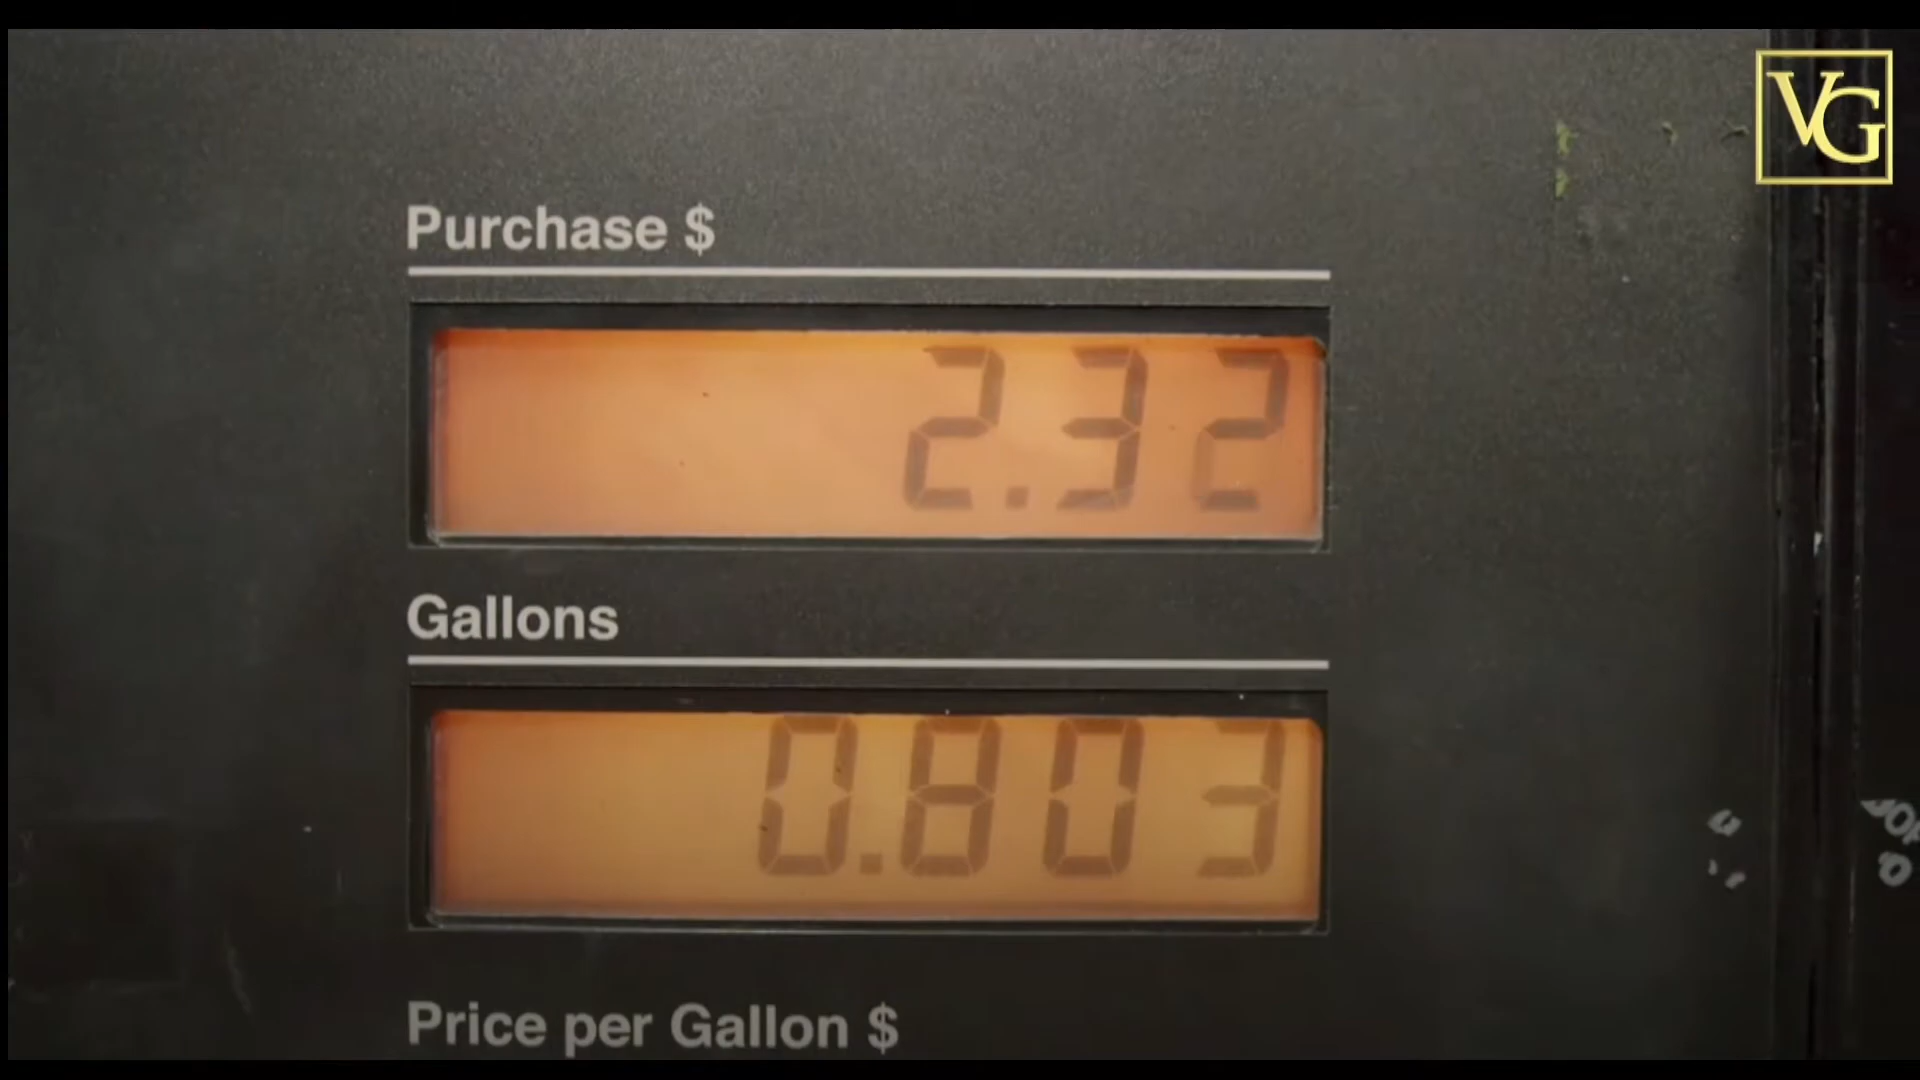 VG
Purchase $
2.32
Gallons
0.803
Price per Gallon $